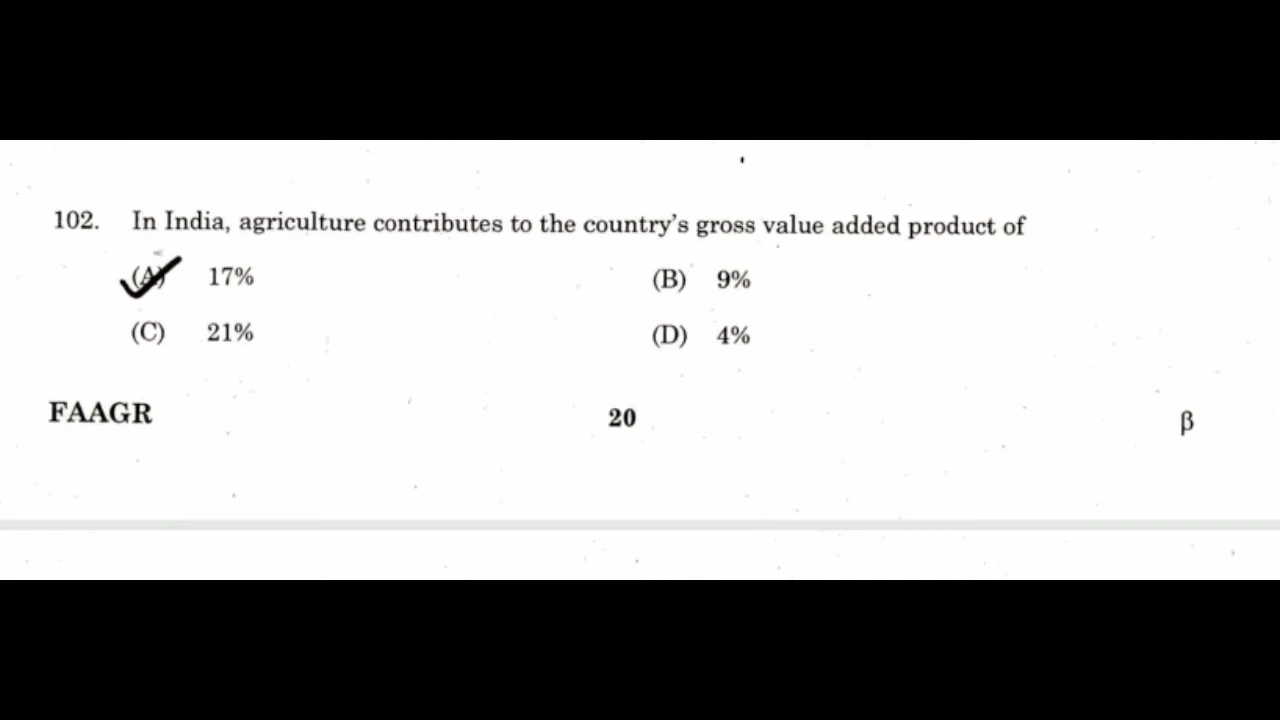 102. In India, agriculture contributes to the country's gross value added product of
(A) 17% (B) 9%
(C) 21% (D) 4%
FAAGR 20 β